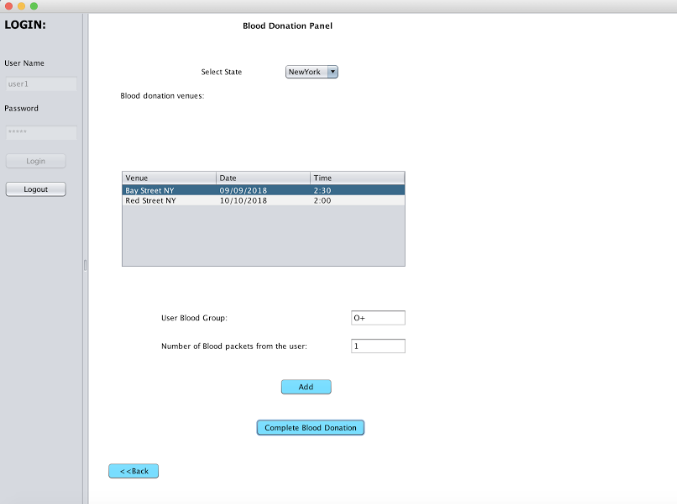 LOGIN:
User Name
user1
Password
*****
Login
Logout
Blood Donation Panel
Select State NewYork
Blood donation venues:
Venue Date Time
Bay Street NY 09/09/2018 2:30
Red Street NY 10/10/2018 2:00
User Blood Group: O+
Number of Blood packets from the user: 1
Add
Complete Blood Donation
<<Back